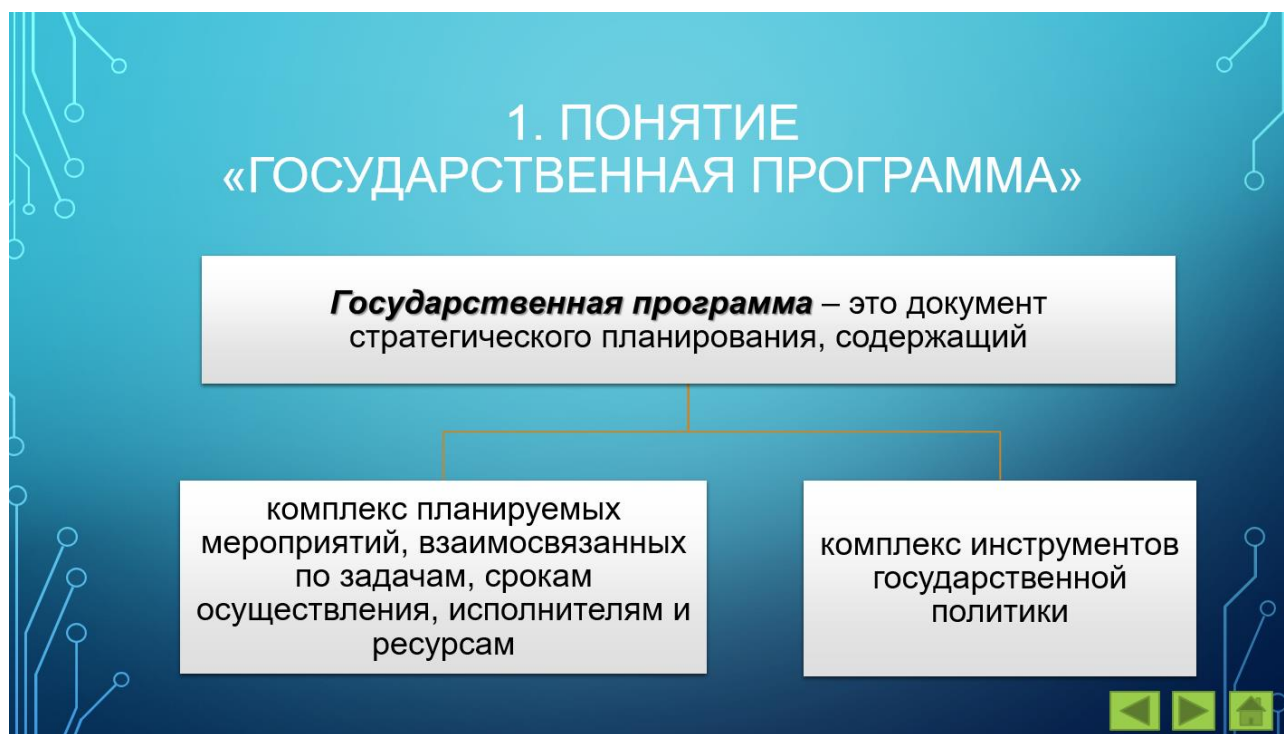 1. ПОНЯТИЕ
«ГОСУДАРСТВЕННАЯ ПРОГРАММА»
Государственная программа – это документ
стратегического планирования, содержащий
комплекс планируемых
мероприятий, взаимосвязанных
по задачам, срокам
осуществления, исполнителям и
ресурсам
комплекс инструментов
государственной
политики